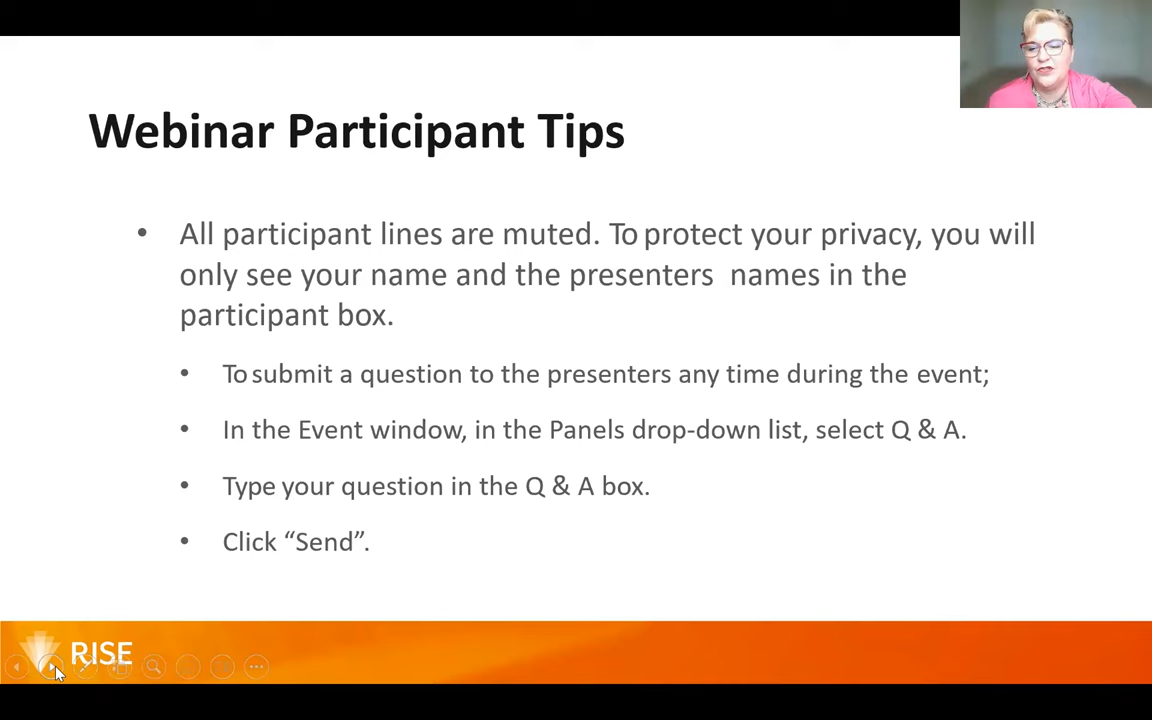 Webinar Participant Tips
• All participant lines are muted. To protect your privacy, you will
only see your name and the presenters  names in the
participant box.
• To submit a question to the presenters any time during the event;
• In the Event window, in the Panels drop-down list, select Q & A.
• Type your question in the Q & A box.
• Click “Send”.
RISE